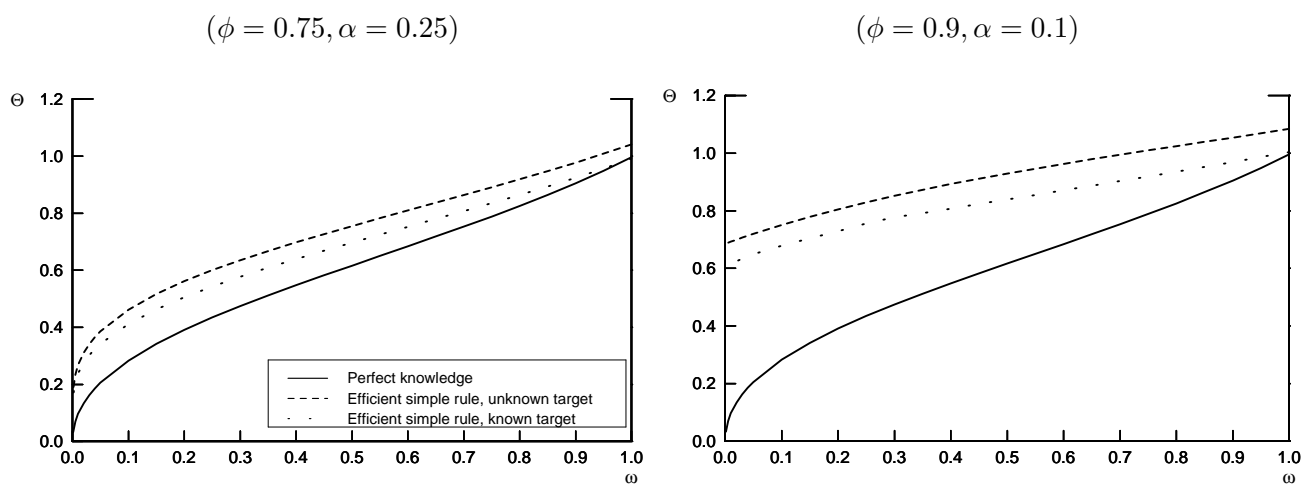 (ϕ = 0.75, α = 0.25)
Θ
1.2
1.0
0.8
0.6
0.4
0.2
0.0
0.0 0.1 0.2 0.3 0.4 0.5 0.6 0.7 0.8 0.9 1.0
ω
Perfect knowledge
Efficient simple rule, unknown target
Efficient simple rule, known target
(ϕ = 0.9, α = 0.1)
Θ
1.2
1.0
0.8
0.6
0.4
0.2
0.0
0.0 0.1 0.2 0.3 0.4 0.5 0.6 0.7 0.8 0.9 1.0
ω